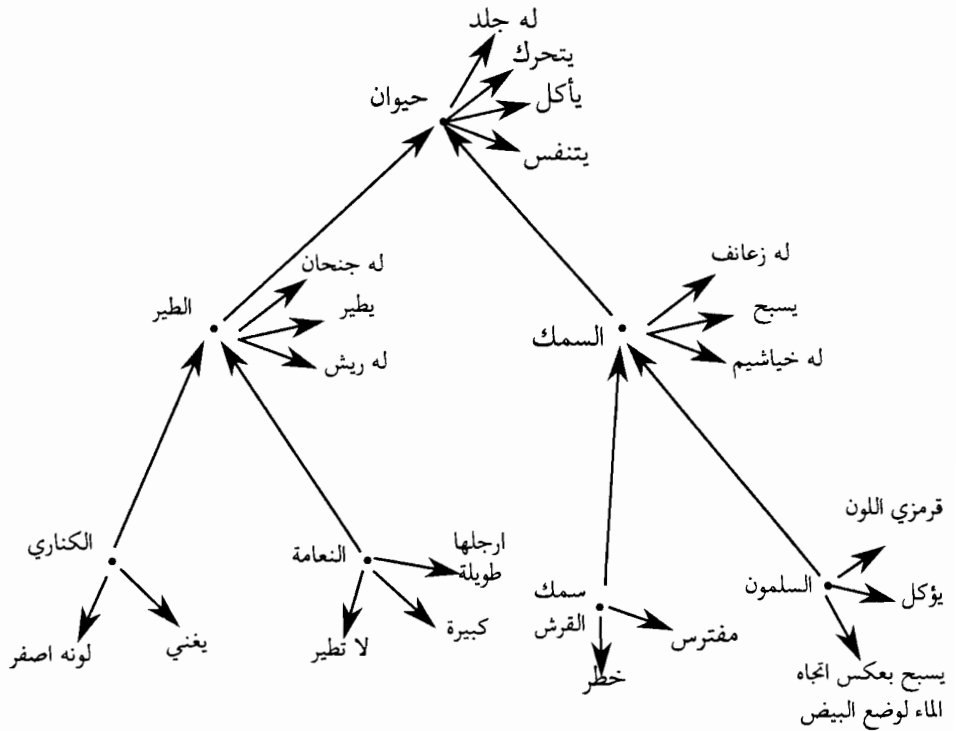 له جلد
يتحرك
حيوان
يأكل
يتنفس
له زعانف
له جنحان
الطير
يطير
يسبح
السمك
له ريش
له خياشيم
قرمزي اللون
الكناري
النعامة
ارجلها
طويلة
سمك
القرش
السلمون
يؤكل
لونه اصفر
يغني
لا تطير
كبيرة
خطر
مفترس
يسبح بعكس اتجاه
الماء لوضع البيض